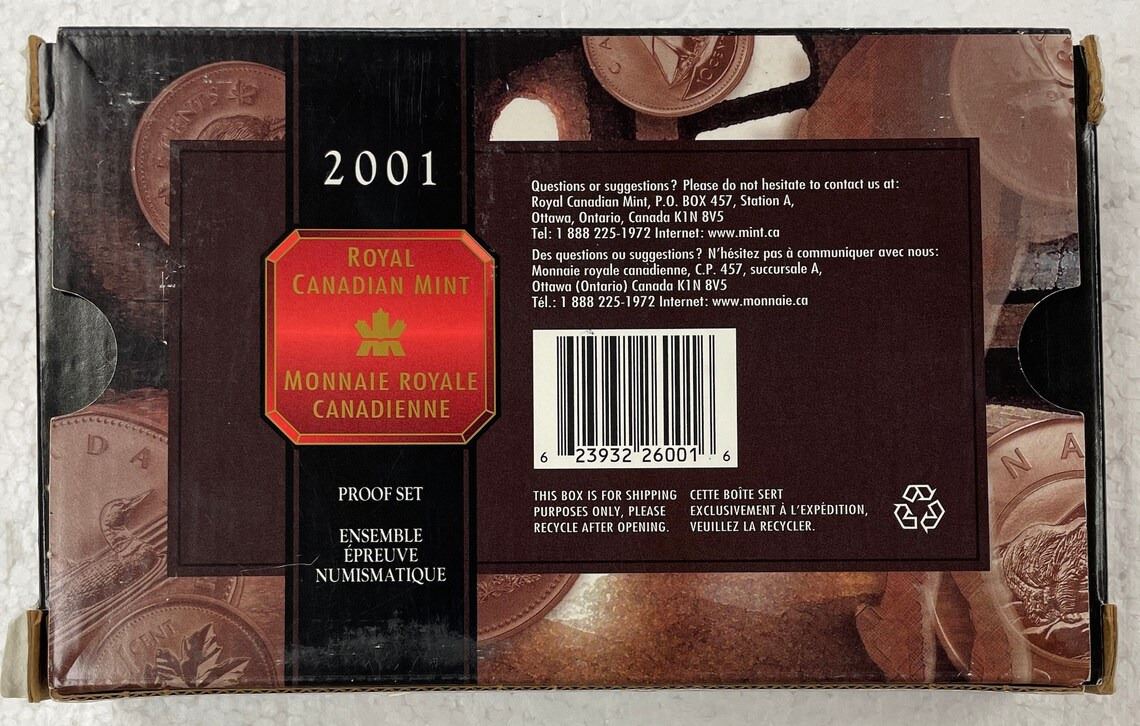 2001
ROYAL
CANADIAN MINT
MONNAIE ROYALE
CANADIENNE
PROOF SET
ENSEMBLE
ÉPREUVE
NUMISMATIQUE
Questions or suggestions? Please do not hesitate to contact us at:
Royal Canadian Mint, P.O. BOX 457, Station A,
Ottawa, Ontario, Canada K1N 8V5
Tel: 1 888 225-1972 Internet: www.mint.ca
Des questions ou suggestions? N'hésitez pas à communiquer avec nous:
Monnaie royale canadienne, C.P. 457, succursale A,
Ottawa (Ontario) Canada K1N 8V5
Tél.: 1 888 225-1972 Internet: www.monnaie.ca
6 23932 26001 6
THIS BOX IS FOR SHIPPING
PURPOSES ONLY, PLEASE
RECYCLE AFTER OPENING.
CETTE BOÎTE SERT
EXCLUSIVEMENT À L'EXPÉDITION,
VEUILLEZ LA RECYCLER.
CENTS
DA
CENT
NA